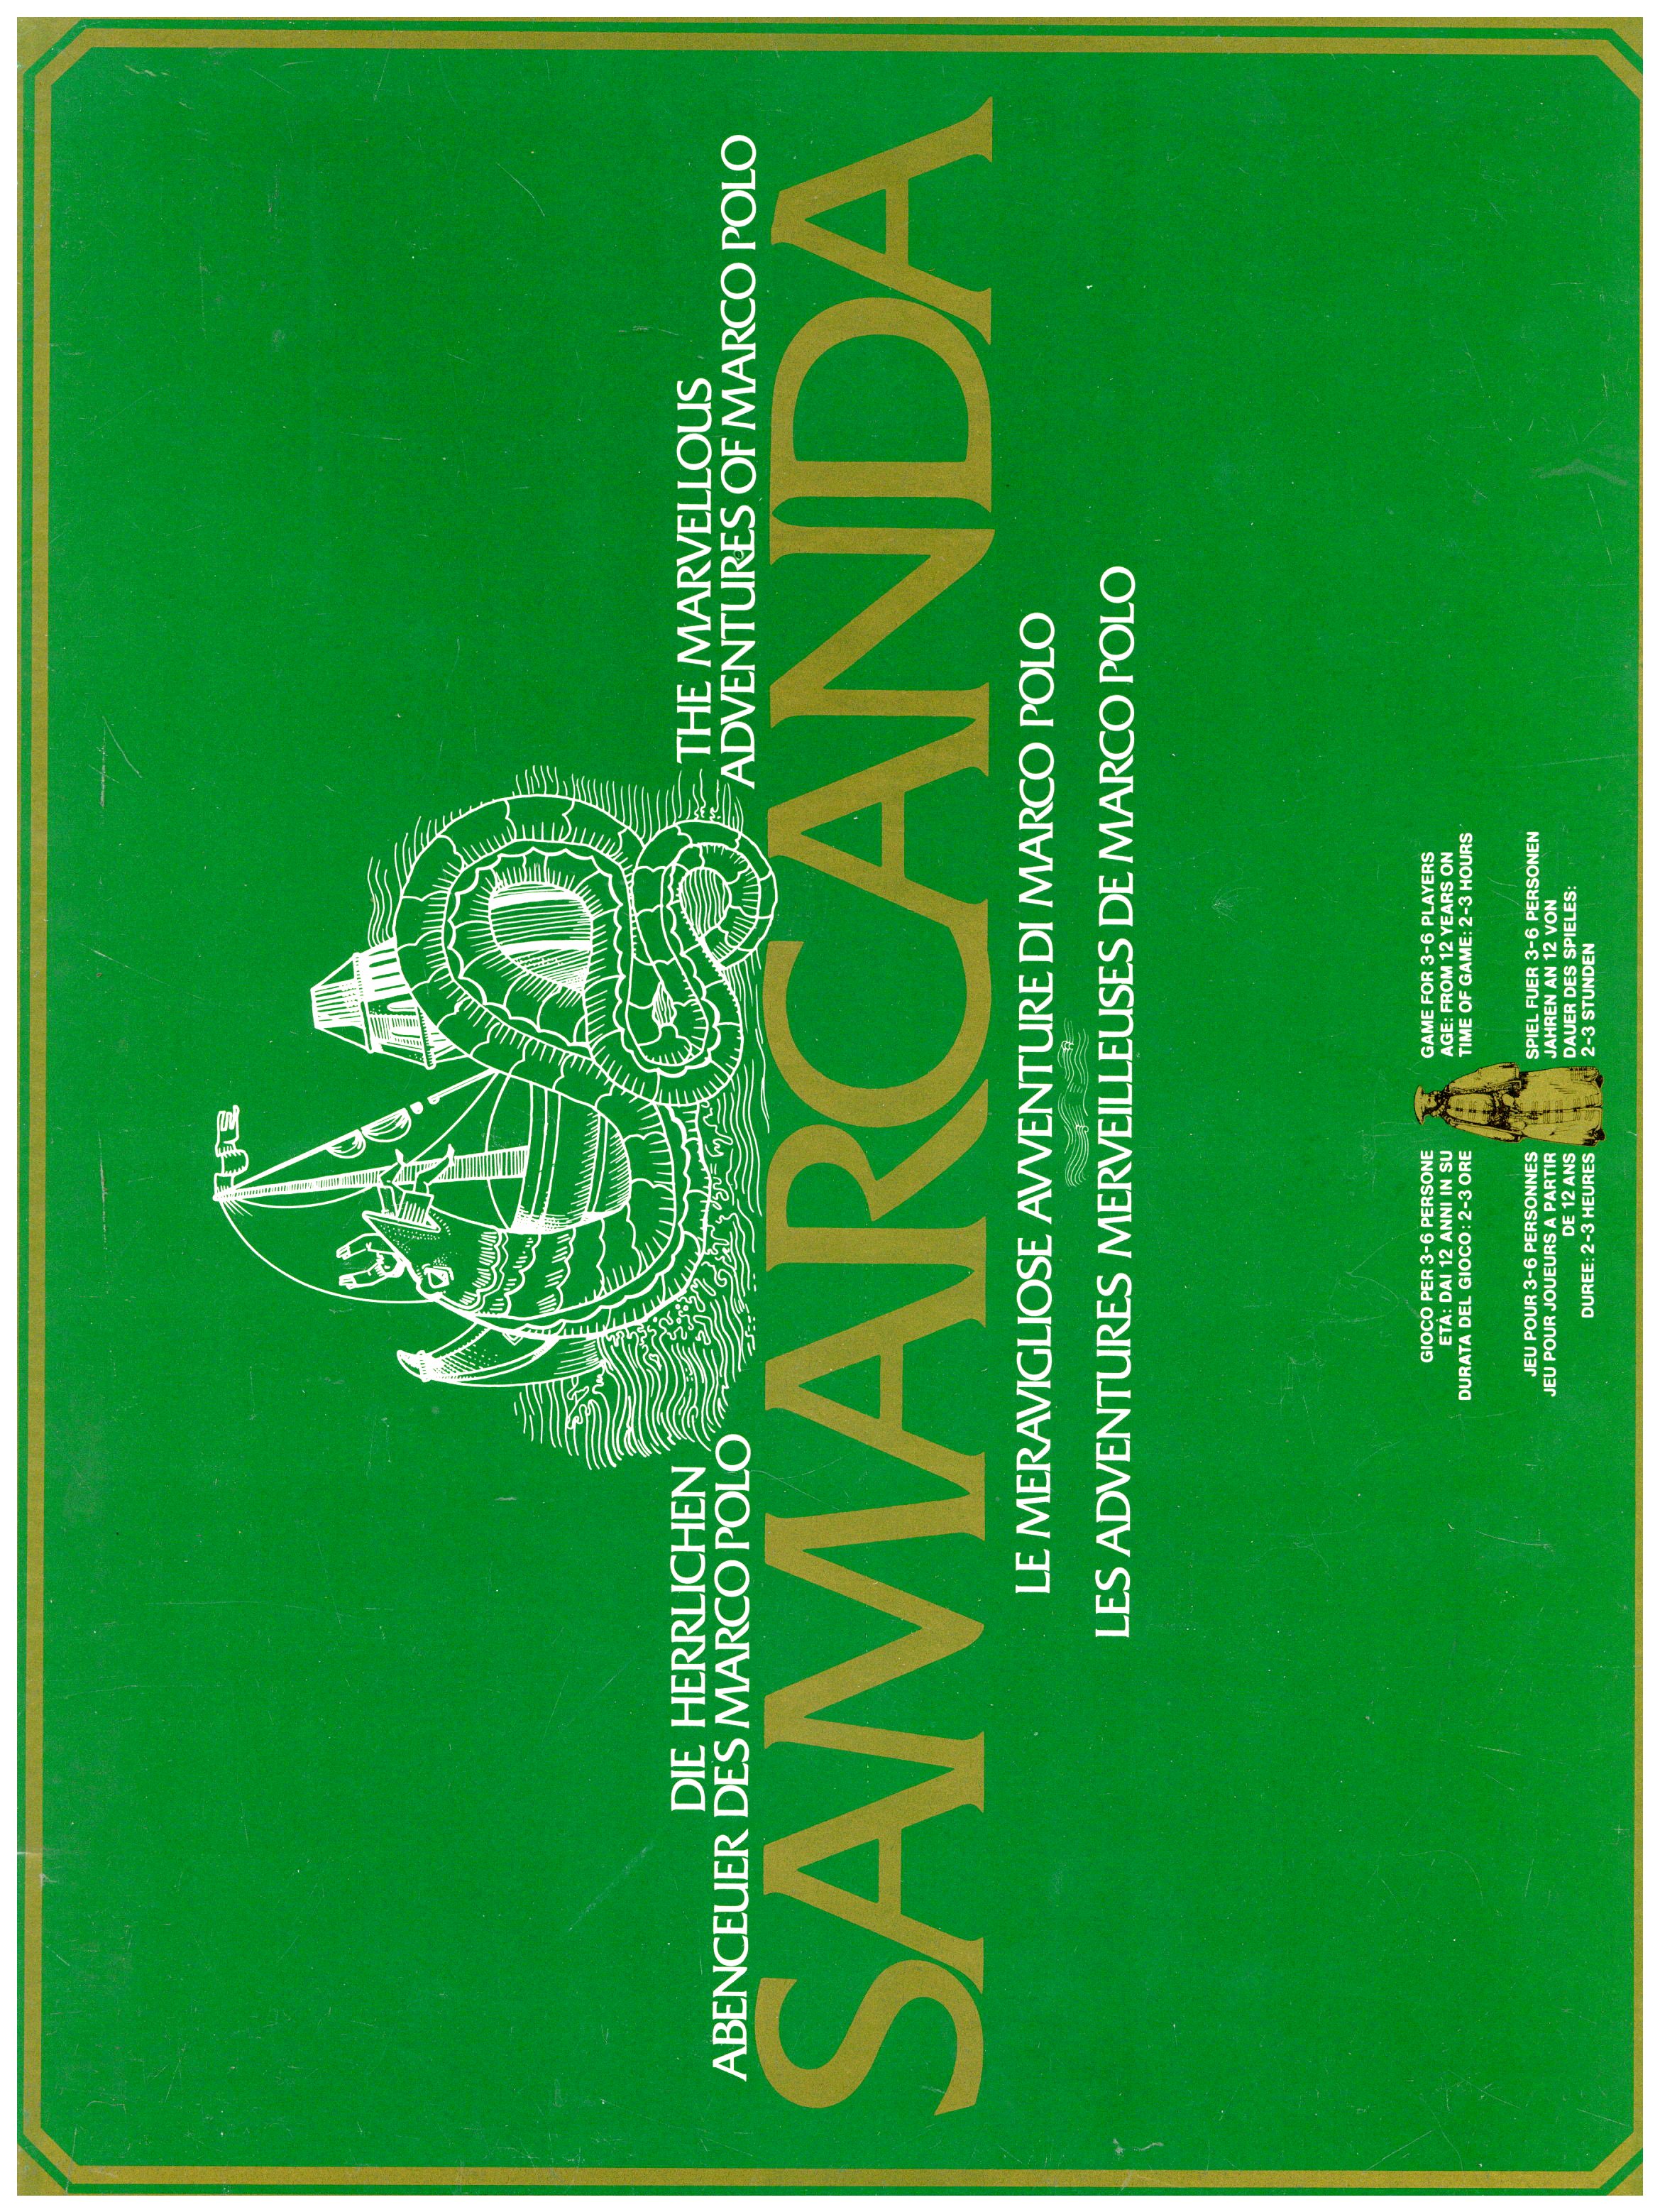 DIE HERRLICHEN
ABENCEUER DES MARCO POLO
THE MARVELLOUS
ADVENTURES OF MARCO POLO
SAMARCANDA
LE MERAVIGLIOSE AVVENTURE DI MARCO POLO
LES ADVENTURES MERVEILLEUSES DE MARCO POLO
GIOCO PER 3-6 PERSONE
ETÀ: DAI 12 ANNI IN SU
DURATA DEL GIOCO: 2-3 ORE
GAME FOR 3-6 PLAYERS
AGE: FROM 12 YEARS ON
TIME OF GAME: 2-3 HOURS
JEU POUR 3-6 PERSONNES
JEU POUR JOUEURS A PARTIR
DE 12 ANS
DUREE: 2-3 HEURES
SPIEL FUER 3-6 PERSONEN
JAHREN AN 12 VON
DAUER DES SPIELES:
2-3 STUNDEN